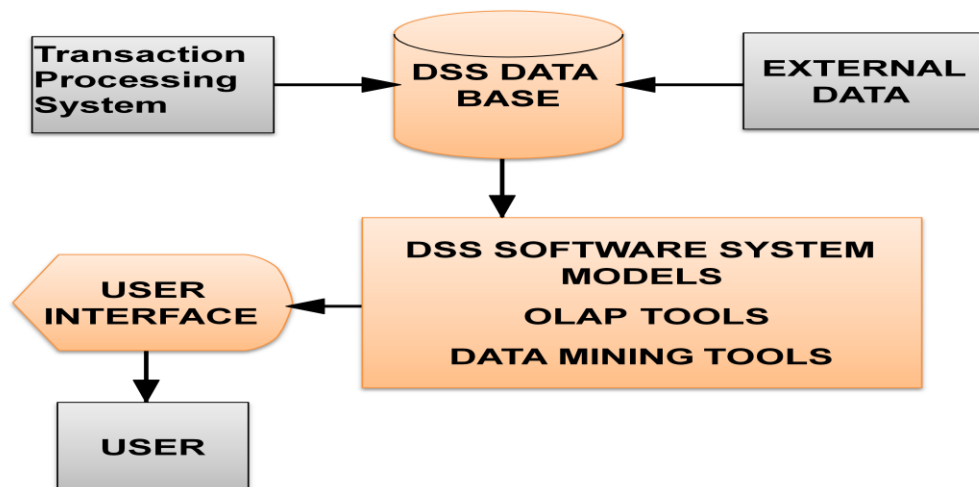 Transaction
Processing
System
DSS DATA
BASE
EXTERNAL
DATA
DSS SOFTWARE SYSTEM
MODELS
OLAP TOOLS
DATA MINING TOOLS
USER
INTERFACE
USER